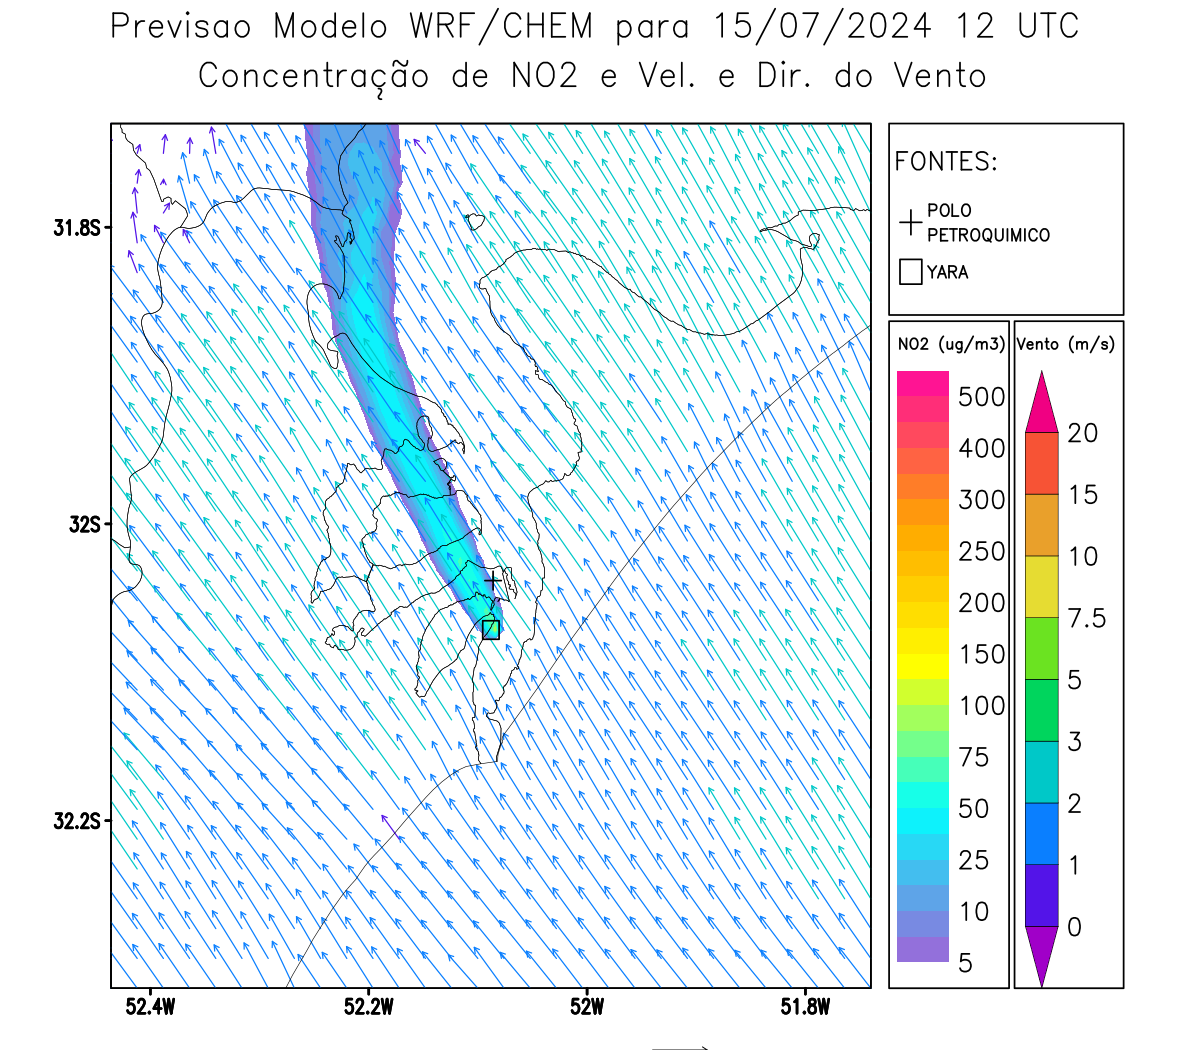 Previsao Modelo WRF/CHEM para 15/07/2024 12 UTC
Concentração de NO2 e Vel. e Dir. do Vento
FONTES:
POLO
PETROQUIMICO
YARA
31.8S
32S
32.2S
52.4W
52.2W
52W
51.8W
NO2 (ug/m3)
500
400
300
250
200
150
100
75
50
25
10
5
Vento (m/s)
20
15
10
7.5
5
3
2
1
0